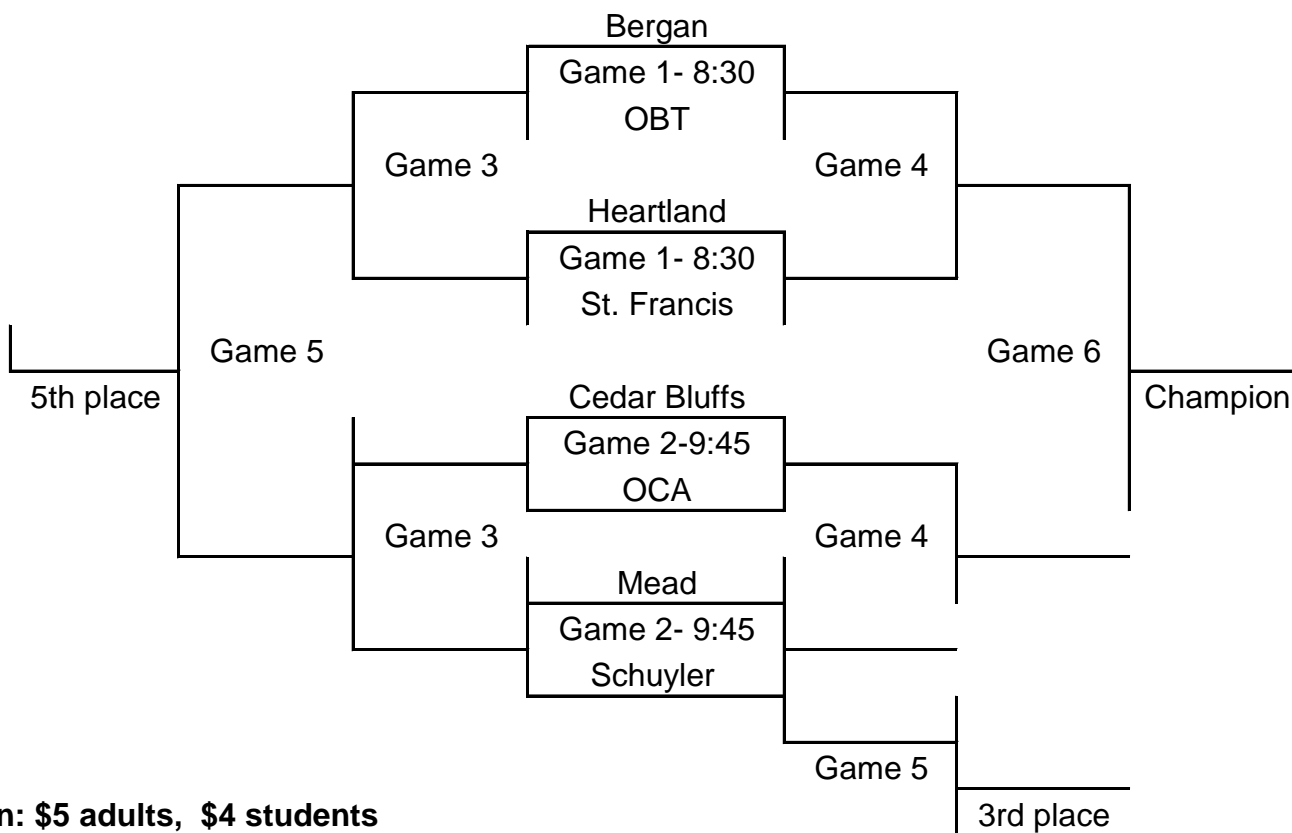 Bergan
Game 1- 8:30
OBT
Game 3
Game 4
Heartland
Game 1- 8:30
St. Francis
Game 5
Game 6
5th place
Cedar Bluffs
Champion
Game 2-9:45
OCA
Game 3
Game 4
Mead
Game 2- 9:45
Schuyler
Game 5
n: $5 adults, $4 students
3rd place